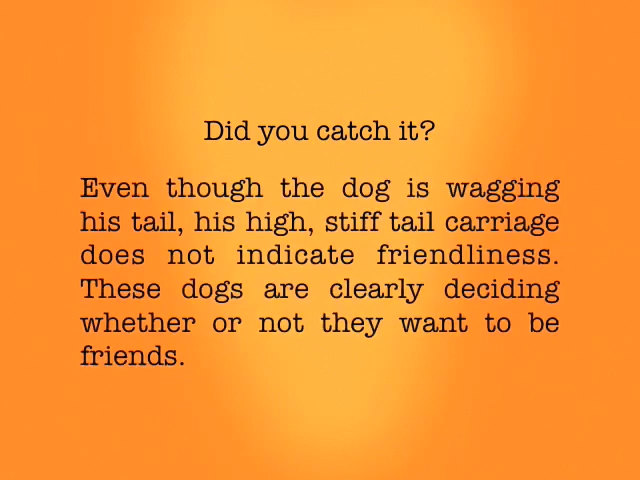 Did you catch it?
Even though the dog is wagging
his tail, his high, stiff tail carriage
does not indicate friendliness.
These dogs are clearly deciding
whether or not they want to be
friends.